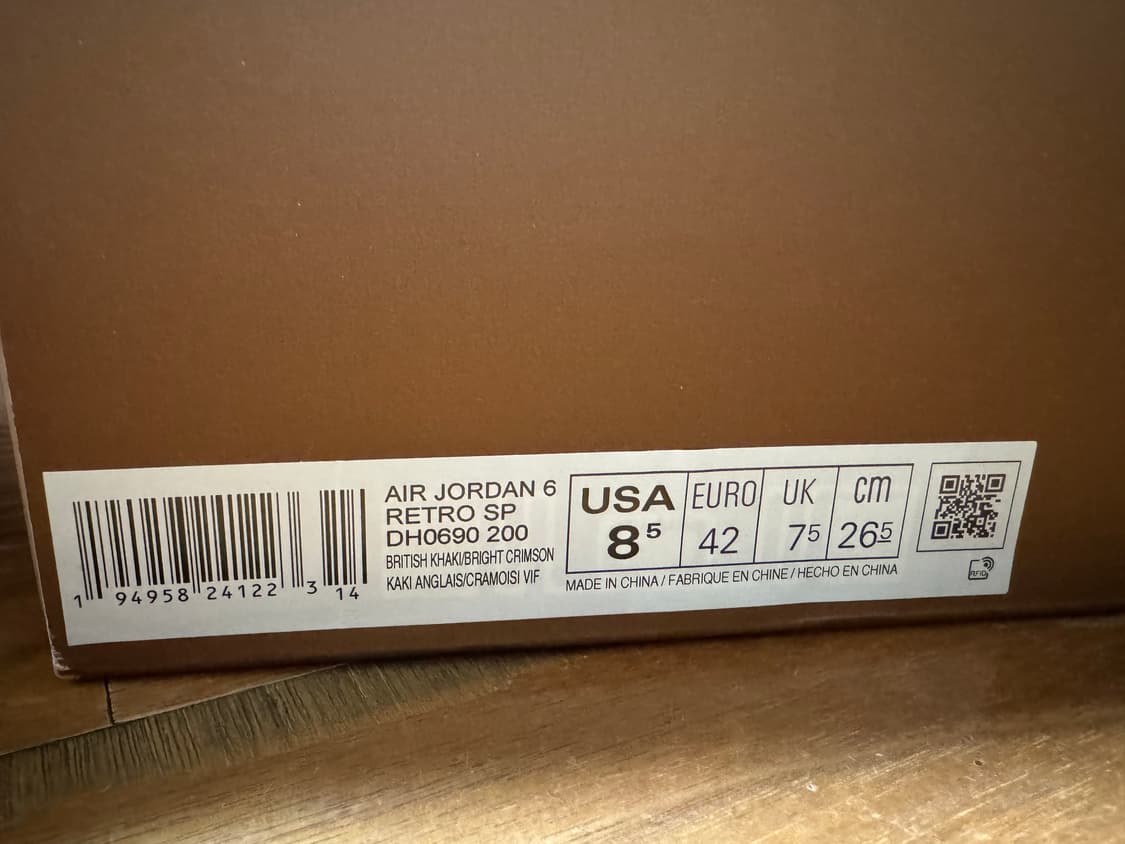 1 94958 24122 3 14
AIR JORDAN 6
RETRO SP
DH0690 200
BRITISH KHAKI/BRIGHT CRIMSON
KAKI ANGLAIS/CRAMOISI VIF
USA EURO UK cm
8⁵ 42 7⁵ 26⁵
MADE IN CHINA / FABRIQUE EN CHINE / HECHO EN CHINA
RFID